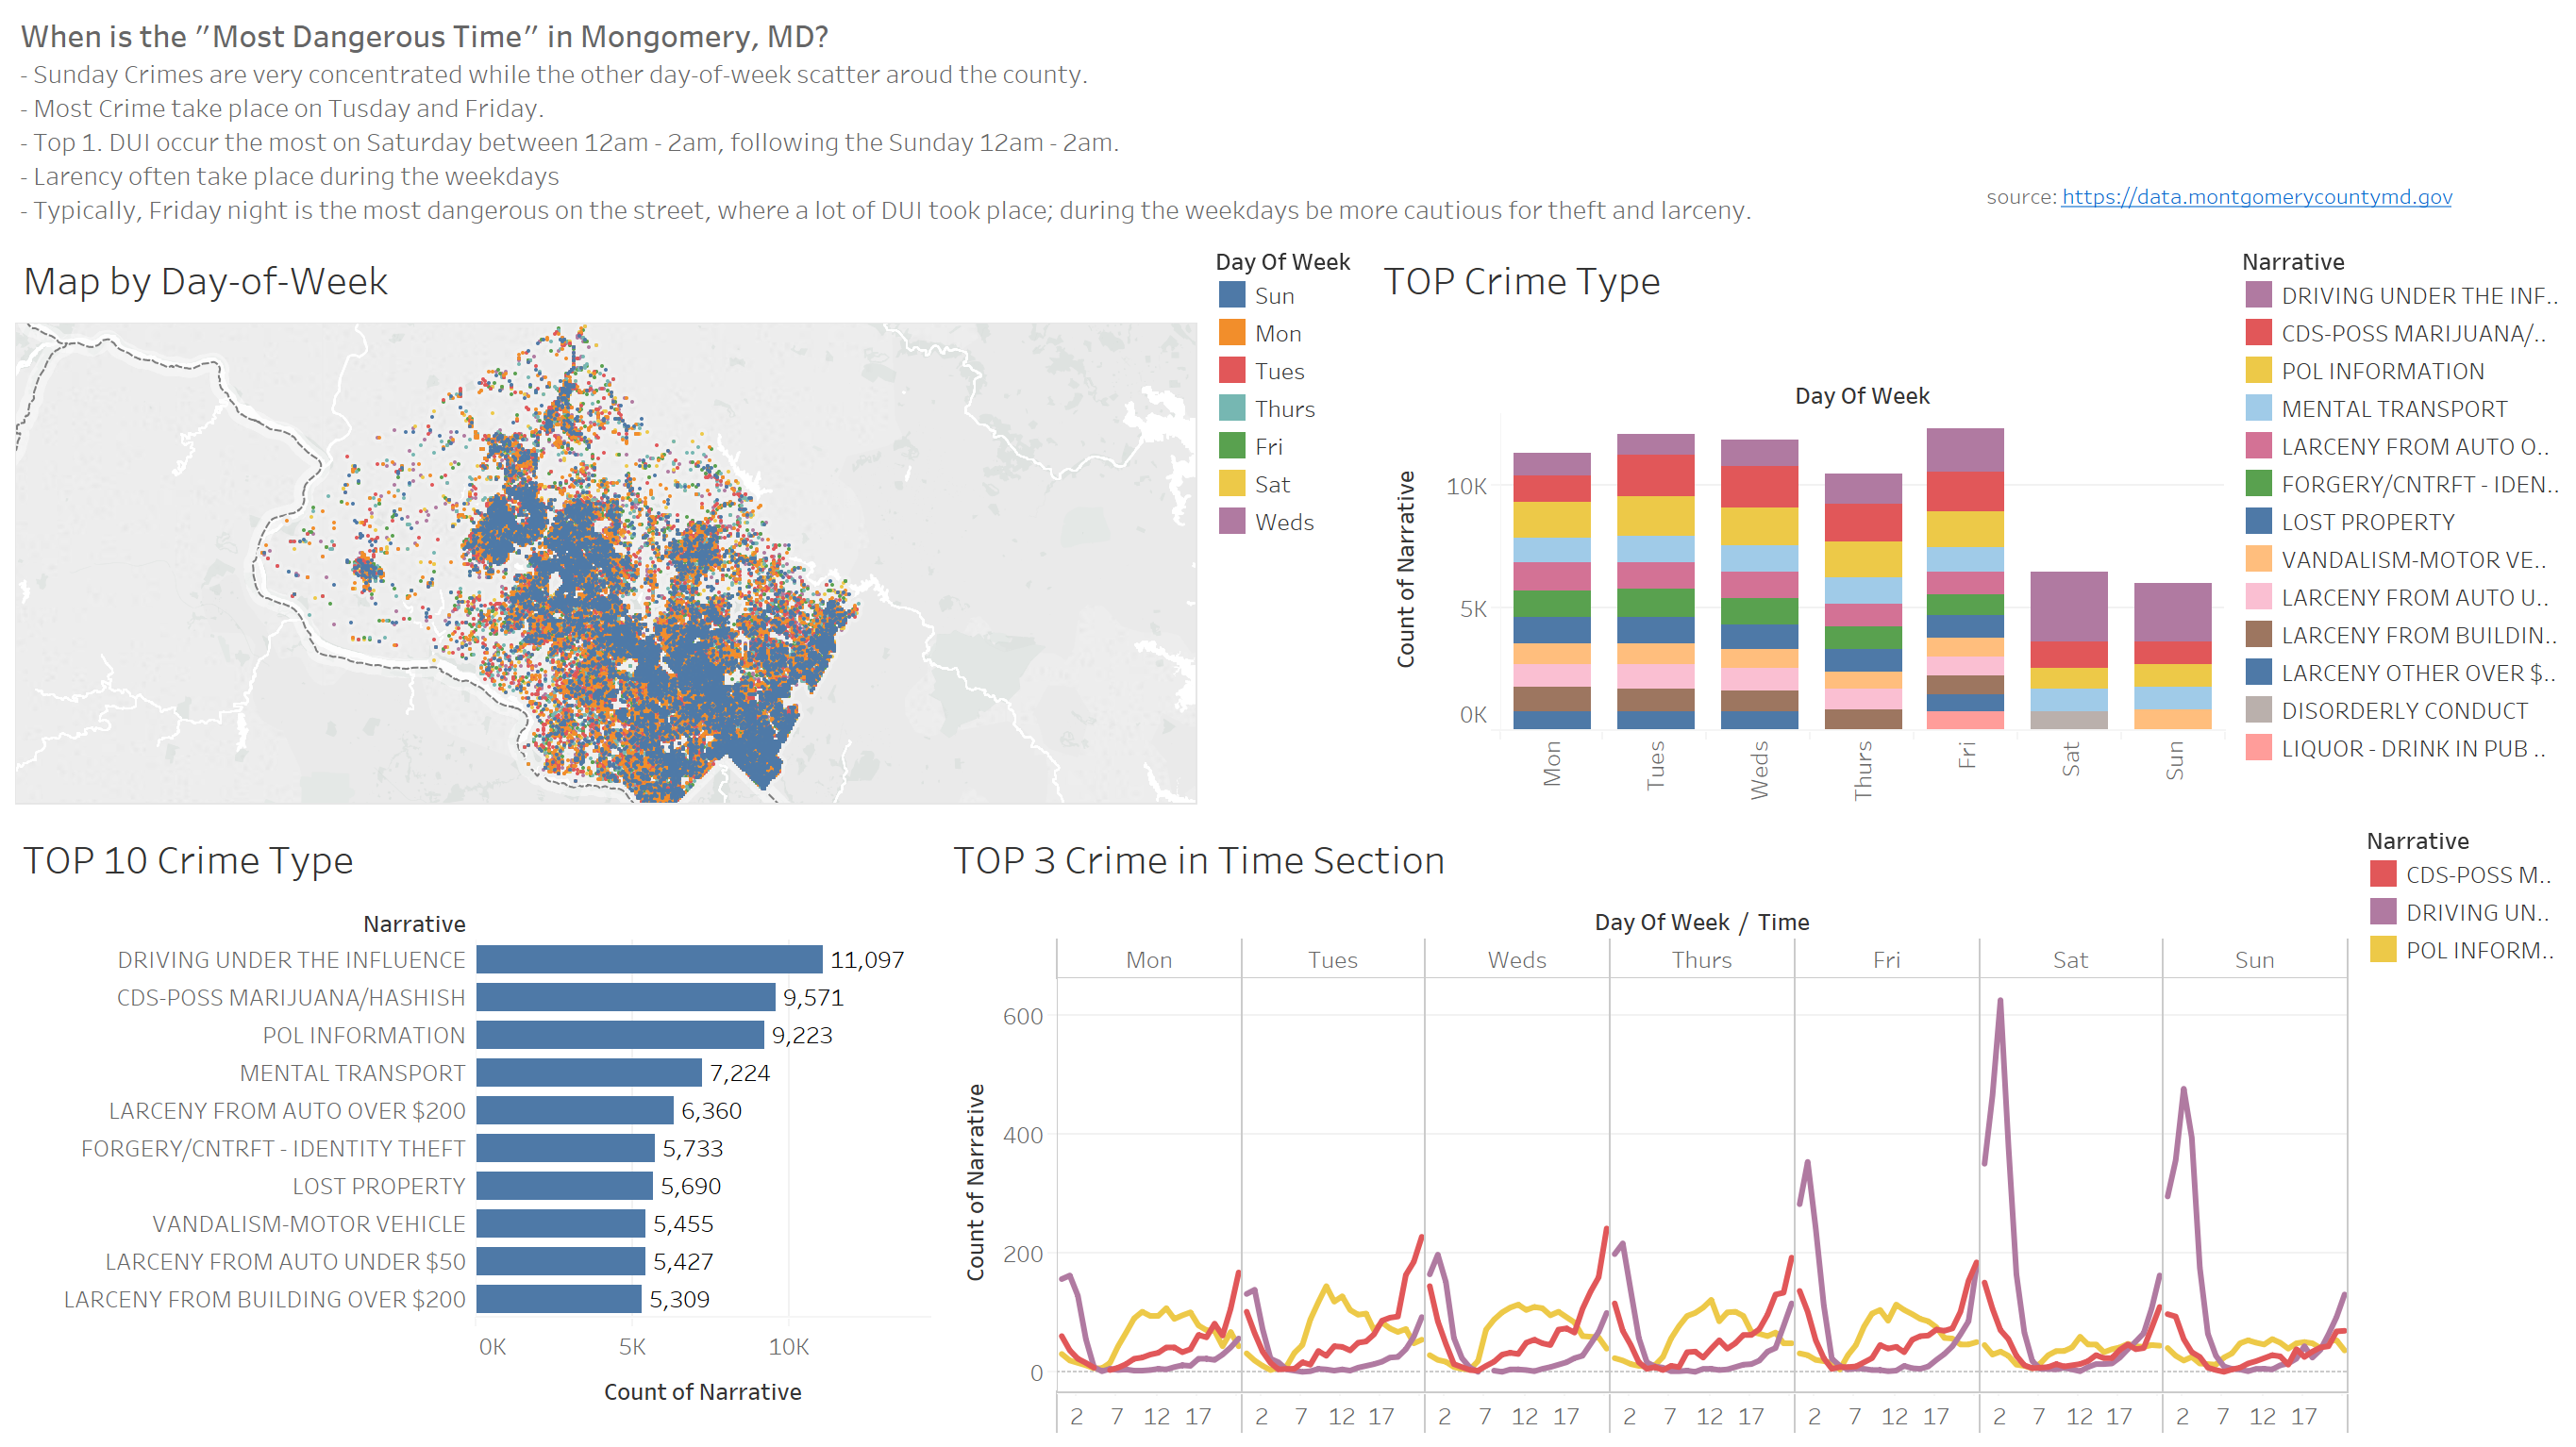 When is the "Most Dangerous Time" in Mongomery, MD?
- Sunday Crimes are very concentrated while the other day-of-week scatter aroud the county.
- Most Crime take place on Tusday and Friday.
- Top 1. DUI occur the most on Saturday between 12am - 2am, following the Sunday 12am - 2am.
- Larency often take place during the weekdays
- Typically, Friday night is the most dangerous on the street, where a lot of DUI took place; during the weekdays be more cautious for theft and larceny.
source: https://data.montgomerycountymd.gov
Map by Day-of-Week
Day Of Week
Sun
Mon
Tues
Thurs
Fri
Sat
Weds
TOP Crime Type
Day Of Week
Count of Narrative
10K
5K
0K
Mon
Tues
Weds
Thurs
Fri
Sat
Sun
Narrative
DRIVING UNDER THE INF..
CDS-POSS MARIJUANA/..
POL INFORMATION
MENTAL TRANSPORT
LARCENY FROM AUTO O..
FORGERY/CNTRFT - IDEN..
LOST PROPERTY
VANDALISM-MOTOR VE..
LARCENY FROM AUTO U..
LARCENY FROM BUILDIN..
LARCENY OTHER OVER $..
DISORDERLY CONDUCT
LIQUOR - DRINK IN PUB ..
TOP 10 Crime Type
Narrative
DRIVING UNDER THE INFLUENCE 11,097
CDS-POSS MARIJUANA/HASHISH 9,571
POL INFORMATION 9,223
MENTAL TRANSPORT 7,224
LARCENY FROM AUTO OVER $200 6,360
FORGERY/CNTRFT - IDENTITY THEFT 5,733
LOST PROPERTY 5,690
VANDALISM-MOTOR VEHICLE 5,455
LARCENY FROM AUTO UNDER $50 5,427
LARCENY FROM BUILDING OVER $200 5,309
0K 5K 10K
Count of Narrative
TOP 3 Crime in Time Section
Day Of Week / Time
Mon Tues Weds Thurs Fri Sat Sun
Count of Narrative
600
400
200
0
2 7 12 17 2 7 12 17 2 7 12 17 2 7 12 17 2 7 12 17 2 7 12 17 2 7 12 17
Narrative
CDS-POSS M..
DRIVING UN..
POL INFORM..